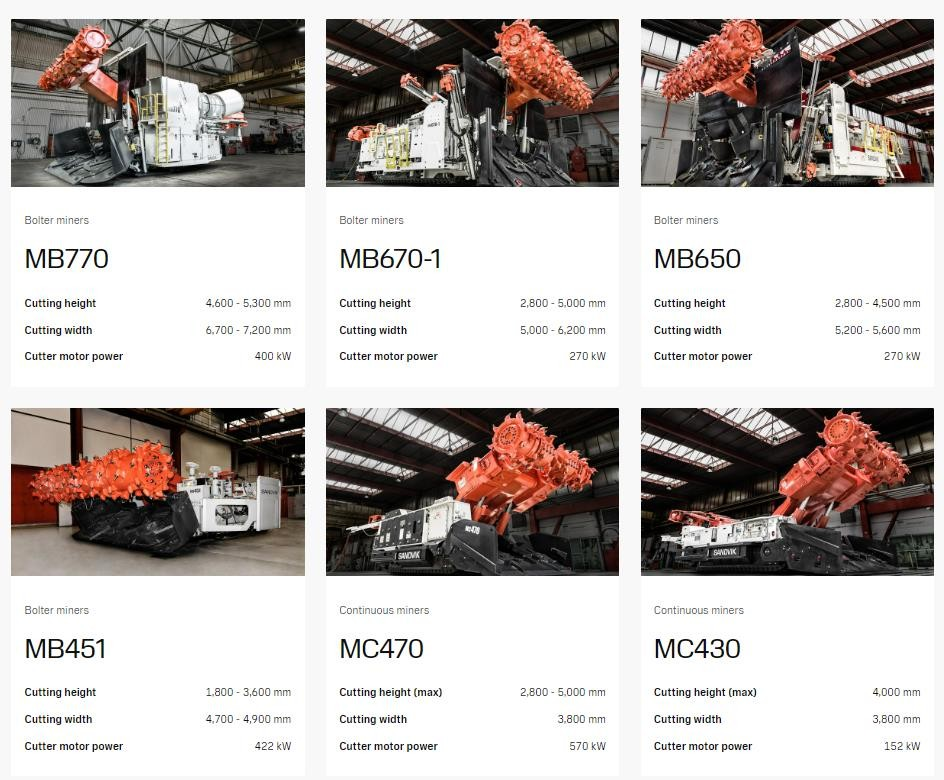 Bolter miners
MB770
Cutting height 4,600 - 5,300 mm
Cutting width 6,700 - 7,200 mm
Cutter motor power 400 kW
Bolter miners
MB670-1
Cutting height 2,800 - 5,000 mm
Cutting width 5,000 - 6,200 mm
Cutter motor power 270 kW
SANDVIK
Bolter miners
MB650
Cutting height 2,800 - 4,500 mm
Cutting width 5,200 - 5,600 mm
Cutter motor power 270 kW
SANDVIK
Bolter miners
MB451
Cutting height 1,800 - 3,600 mm
Cutting width 4,700 - 4,900 mm
Cutter motor power 422 kW
MC470
SANDVIK
Continuous miners
MC470
Cutting height (max) 2,800 - 5,000 mm
Cutting width 3,800 mm
Cutter motor power 570 kW
SANDVIK
Continuous miners
MC430
Cutting height (max) 4,000 mm
Cutting width 3,800 mm
Cutter motor power 152 kW